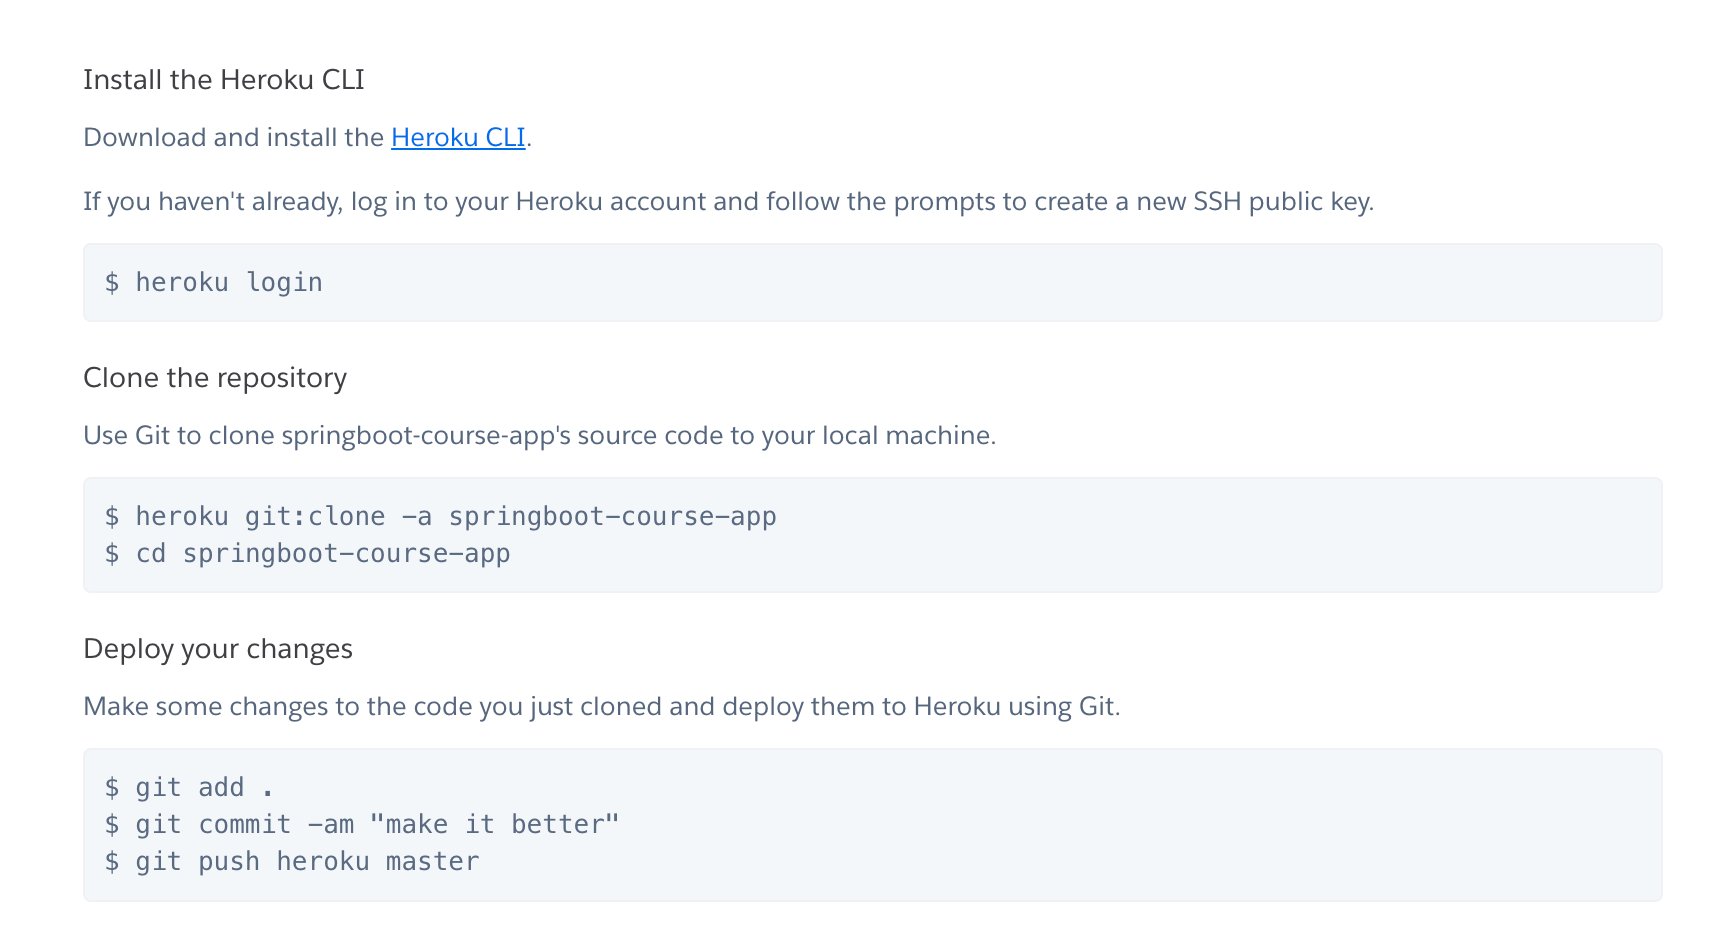 Install the Heroku CLI
Download and install the Heroku CLI.
If you haven't already, log in to your Heroku account and follow the prompts to create a new SSH public key.
$ heroku login
Clone the repository
Use Git to clone springboot-course-app's source code to your local machine.
$ heroku git:clone -a springboot-course-app
$ cd springboot-course-app
Deploy your changes
Make some changes to the code you just cloned and deploy them to Heroku using Git.
$ git add .
$ git commit -am "make it better"
$ git push heroku master